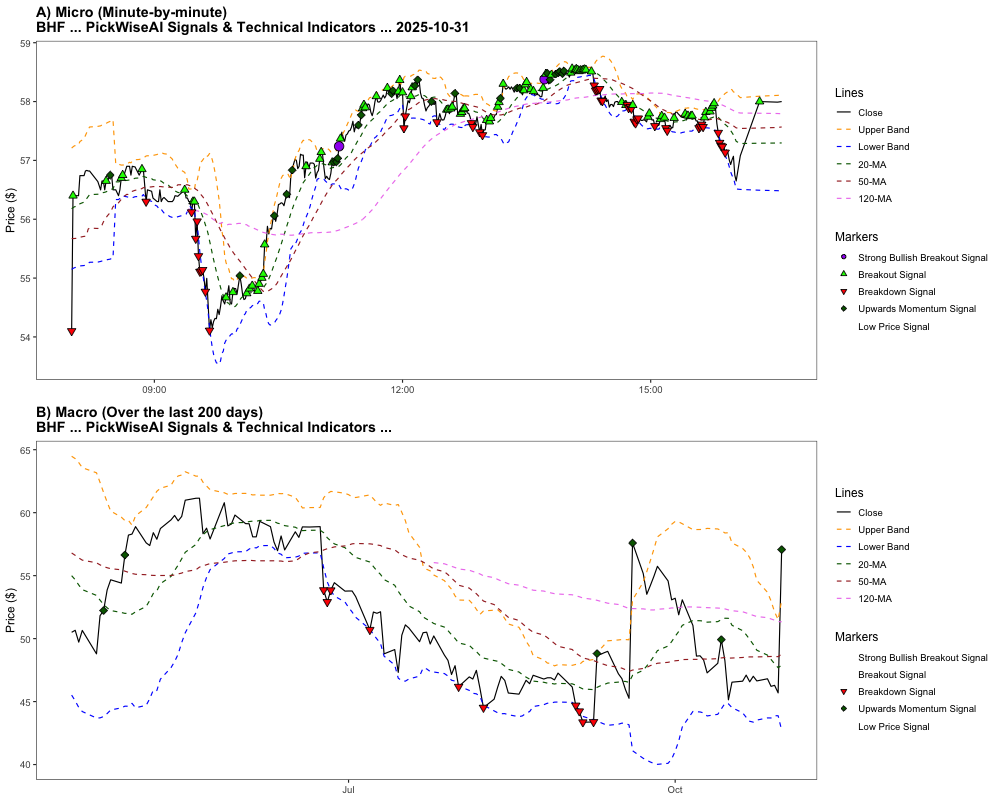 A) Micro (Minute-by-minute)
BHF ... PickWiseAI Signals & Technical Indicators ... 2025-10-31
Price ($)
59
58
57
56
55
54
09:00
12:00
15:00
Lines
Close
Upper Band
Lower Band
20-MA
50-MA
120-MA
Markers
Strong Bullish Breakout Signal
Breakout Signal
Breakdown Signal
Upwards Momentum Signal
Low Price Signal
B) Macro (Over the last 200 days)
BHF ... PickWiseAI Signals & Technical Indicators ...
Price ($)
65
60
55
50
45
40
Jul
Oct
Lines
Close
Upper Band
Lower Band
20-MA
50-MA
120-MA
Markers
Strong Bullish Breakout Signal
Breakout Signal
Breakdown Signal
Upwards Momentum Signal
Low Price Signal